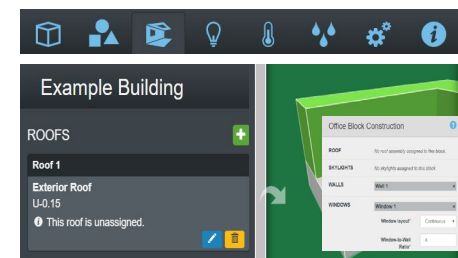 Example Building
ROOFS
Roof 1
Exterior Roof
U-0.15
This roof is unassigned.
Office Block Construction
ROOF No roof assembly assigned to this block.
SKYLIGHTS No skylights assigned to this block.
WALLS Wall 1
WINDOWS Window 1
Window layout* Continuous
Window-to-Wall
Ratio*